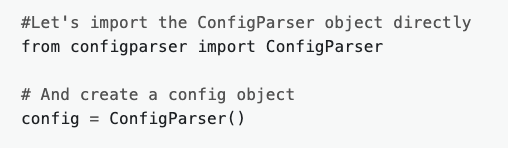 #Let's import the ConfigParser object directly
from configparser import ConfigParser
# And create a config object
config = ConfigParser()